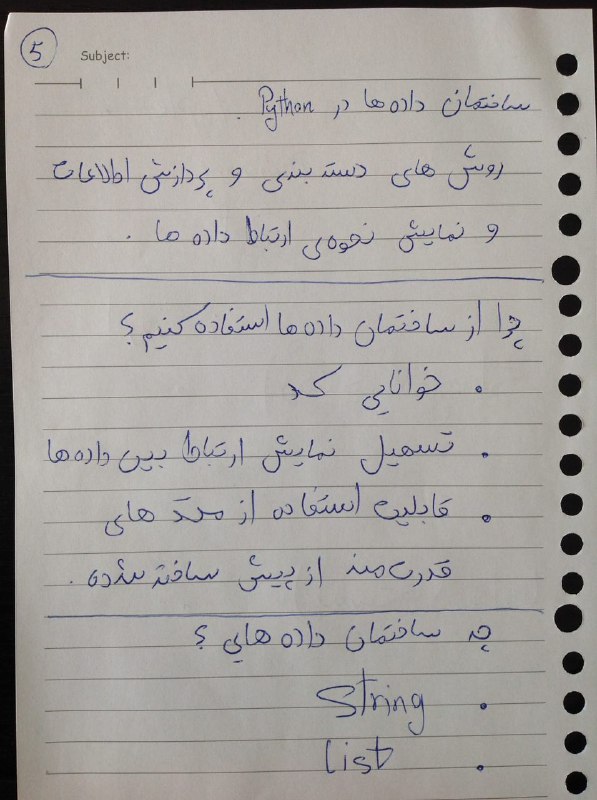 5
Subject:
ساختمان داده ها در Python.
روش های دسته بندی و پردازش اطلاعات
و نمایش نحوه‌ی ارتباط داده ها.
چرا از ساختمان داده ها استفاده کنیم؟
• خوانایی کد
• تسهیل نمایش ارتباط بین داده ها
• قابلیت استفاده از متد های
قدرت مند از پیش ساخته شده.
چه ساختمان داده هایی؟
• String
• List